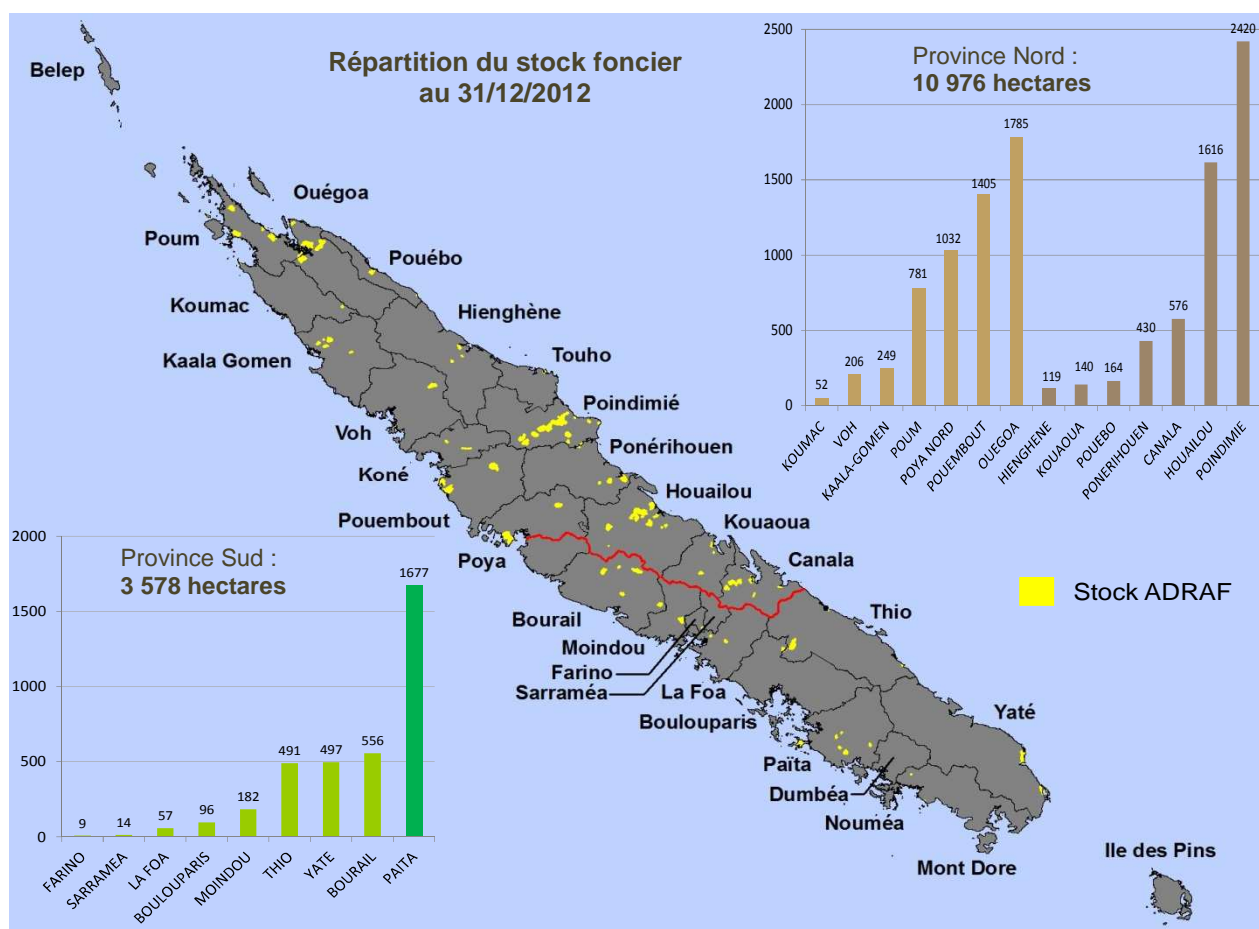 Répartition du stock foncier
au 31/12/2012
Belep
Ouégoa
Poum
Pouébo
Koumac
Hienghène
Kaala Gomen
Touho
Poindimié
Voh
Ponérihouen
Koné
Houaïlou
Pouembout
Kouaoua
Poya
Canala
Thio
Bourail
Moindou
Farino
Sarraméa
La Foa
Boulouparis
Yaté
Païta
Dumbéa
Nouméa
Mont Dore
Ile des Pins
Stock ADRAF
Province Nord :
10 976 hectares
2500
2000
1500
1000
500
0
52
206
249
781
1032
1405
1785
119
140
164
430
576
1616
2420
KOUMAC
VOH
KAALA-GOMEN
POUM
POYA NORD
POUEMBOUT
OUEGOA
HIENGHENE
KOUAOUA
POUEBO
PONERIHOUEN
CANALA
HOUAILOU
POINDIMIE
Province Sud :
3 578 hectares
2000
1500
1000
500
0
9
14
57
96
182
491
497
556
1677
FARINO
SARRAMEA
LA FOA
BOULOUPARIS
MOINDOU
THIO
YATE
BOURAIL
PAITA